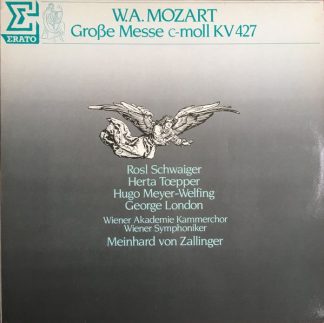 ERATO
W.A. MOZART
Große Messe c-moll KV 427
Rosl Schwaiger
Herta Tœpper
Hugo Meyer-Welfing
George London
Wiener Akademie Kammerchor
Wiener Symphoniker
Meinhard von Zallinger